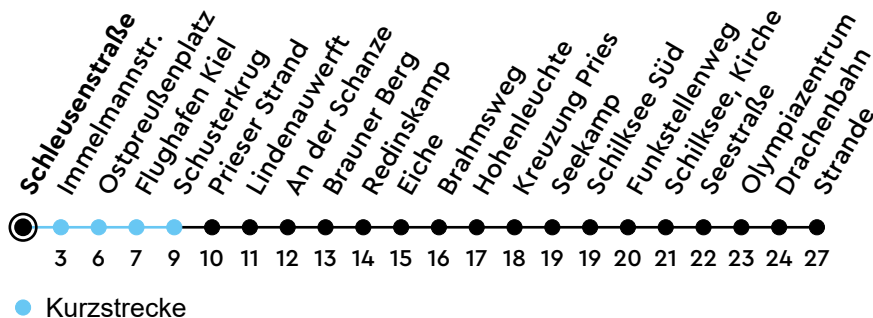 Schleusenstraße
Immelmannstr.
Ostpreußenplatz
Flughafen Kiel
Schusterkrug
Prieser Strand
Lindenauwerft
An der Schanze
Brauner Berg
Redinskamp
Eiche
Brahmsweg
Hohenleuchte
Kreuzung Pries
Seekamp
Schilksee Süd
Funkstellenweg
Schilksee, Kirche
Seestraße
Olympiazentrum
Drachenbahn
Strande
3 6 7 9 10 11 12 13 14 15 16 17 18 19 19 20 21 22 23 24 27
Kurzstrecke